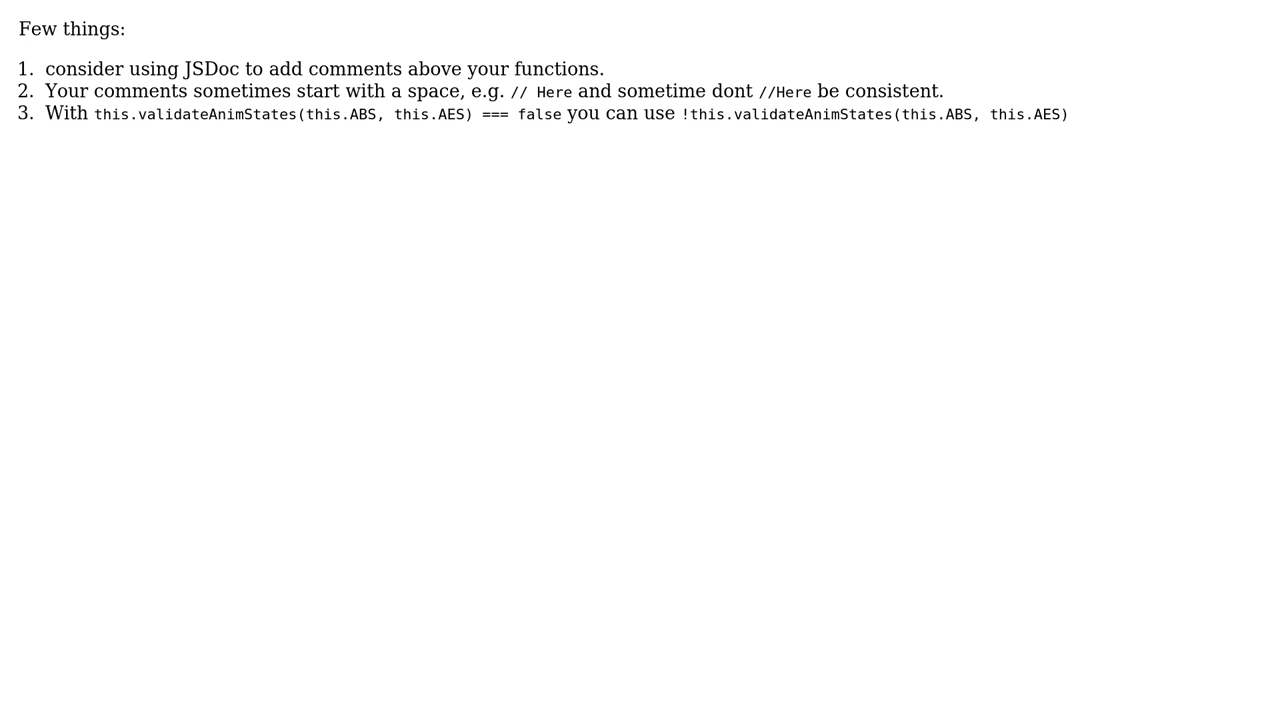 Few things:
1. consider using JSDoc to add comments above your functions.
2. Your comments sometimes start with a space, e.g. // Here and sometime dont //Here be consistent.
3. With this.validateAnimStates(this.ABS, this.AES) === false you can use !this.validateAnimStates(this.ABS, this.AES)